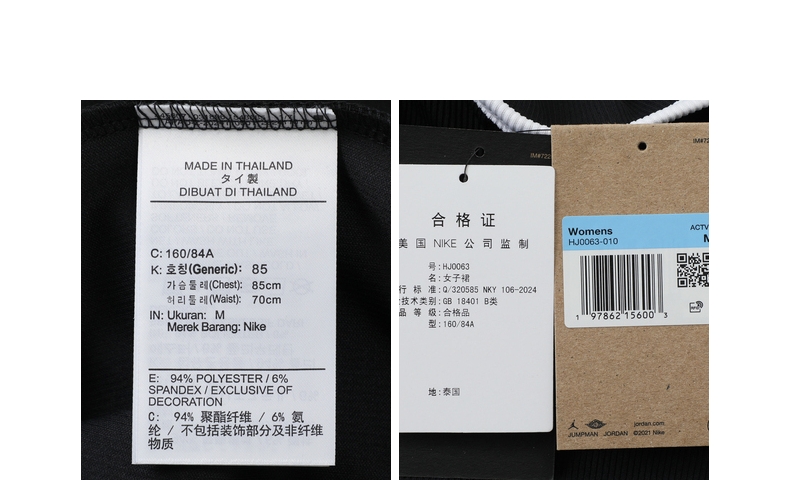 MADE IN THAILAND
タイ製
DIBUAT DI THAILAND
C: 160/84A
K: 호칭(Generic): 85
가슴둘레(Chest): 85cm
허리둘레(Waist): 70cm
IN: Ukuran: M
Merek Barang: Nike
E: 94% POLYESTER / 6%
SPANDEX / EXCLUSIVE OF
DECORATION
C: 94% 聚酯纤维 / 6% 氨
纶 / 不包括装饰部分及非纤维
物质
IM#722
合格证
美国 NIKE 公司监制
号: HJ0063
名: 女子裙
行标准: Q/320585 NKY 106-2024
技术类别: GB 18401 B类
品等级: 合格品
型: 160/84A
地: 泰国
IM#72
Womens
HJ0063-010
ACTV
M
1 97862 15600 3
JUMPMAN JORDAN
jordan.com
©2021 Nike